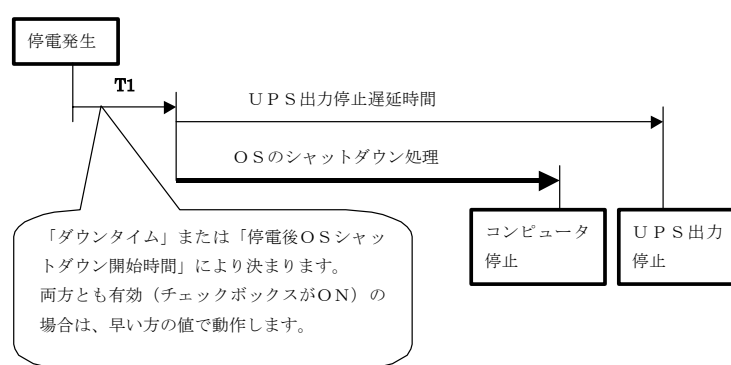 停電発生
T1
ＵＰＳ出力停止遅延時間
ＯＳのシャットダウン処理
「ダウンタイム」または「停電後ＯＳシャッ
トダウン開始時間」により決まります。
両方とも有効（チェックボックスがＯＮ）の
場合は、早い方の値で動作します。
コンピュータ
停止
ＵＰＳ出力
停止